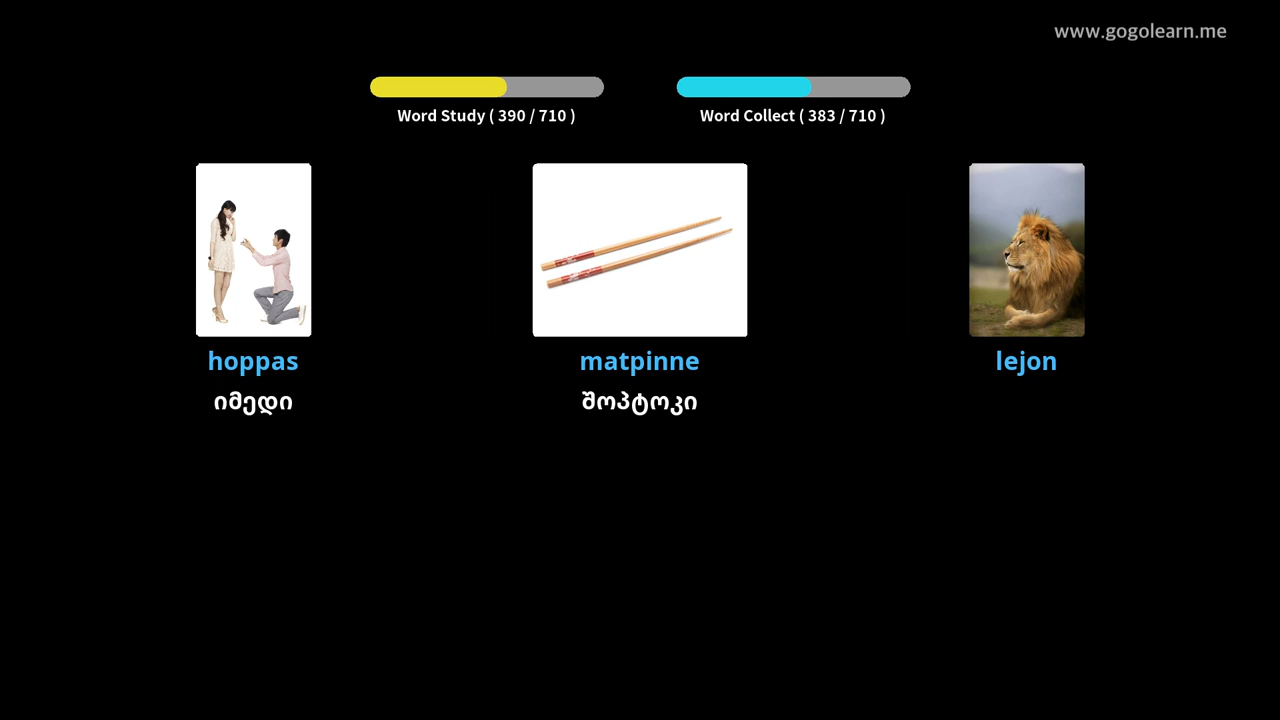 www.gogolearn.me
Word Study ( 390 / 710 )
Word Collect ( 383 / 710 )
hoppas
matpinne
lejon
იმედი
შოპტოკი